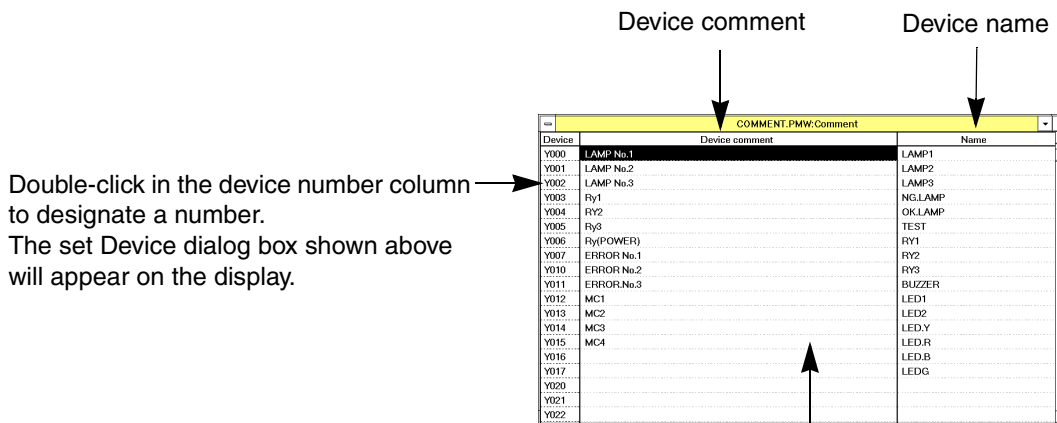 Device comment Device name
COMMENT.PMW:Comment
Device Device comment Name
Y000 LAMP No.1 LAMP1
Y001 LAMP No.2 LAMP2
Y002 LAMP No.3 LAMP3
Y003 Ry1 NG.LAMP
Y004 RY2 OK.LAMP
Y005 Ry3 TEST
Y006 Ry(POWER) RY1
Y007 ERROR No.1 RY2
Y010 ERROR No.2 RY3
Y011 ERROR.No.3 BUZZER
Y012 MC1 LED1
Y013 MC2 LED2
Y014 MC3 LED.Y
Y015 MC4 LED.R
Y016 LED.B
Y017 LEDG
Y020
Y021
Y022
Double-click in the device number column
to designate a number.
The set Device dialog box shown above
will appear on the display.